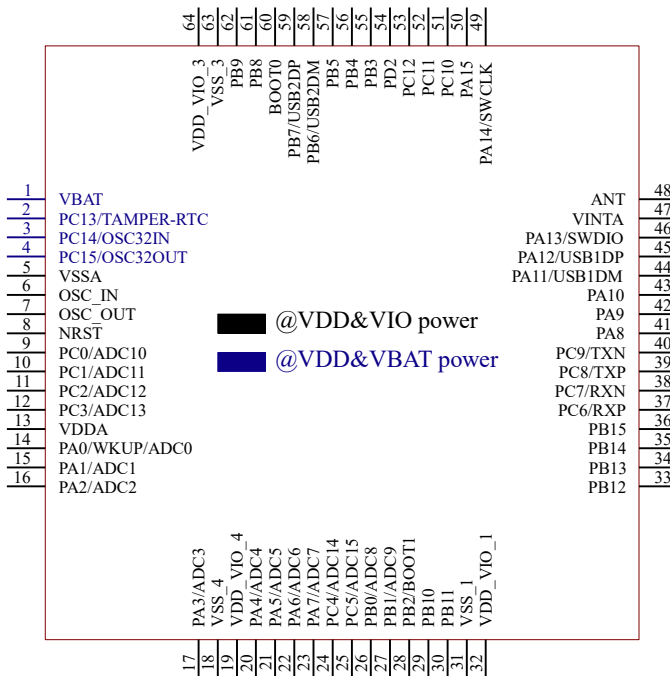 64 63 62 61 60 59 58 57 56 55 54 53 52 51 50 49
VDD_VIO_3
VSS_3
PB9
PB8
BOOT0
PB7/USB2DP
PB6/USB2DM
PB5
PB4
PB3
PD2
PC12
PC11
PC10
PA15
PA14/SWCLK
1 VBAT
2 PC13/TAMPER-RTC
3 PC14/OSC32IN
4 PC15/OSC32OUT
5 VSSA
6 OSC_IN
7 OSC_OUT
8 NRST
9 PC0/ADC10
10 PC1/ADC11
11 PC2/ADC12
12 PC3/ADC13
13 VDDA
14 PA0/WKUP/ADC0
15 PA1/ADC1
16 PA2/ADC2
@VDD&VIO power
@VDD&VBAT power
ANT 48
VINTA 47
PA13/SWDIO 46
PA12/USB1DP 45
PA11/USB1DM 44
PA10 43
PA9 42
PA8 41
PC9/TXN 40
PC8/TXP 39
PC7/RXN 38
PC6/RXP 37
PB15 36
PB14 35
PB13 34
PB12 33
PA3/ADC3
VSS_4
VDD_VIO_4
PA4/ADC4
PA5/ADC5
PA6/ADC6
PA7/ADC7
PC4/ADC14
PC5/ADC15
PB0/ADC8
PB1/ADC9
PB2/BOOT1
PB10
PB11
VSS_1
VDD_VIO_1
17 18 19 20 21 22 23 24 25 26 27 28 29 30 31 32